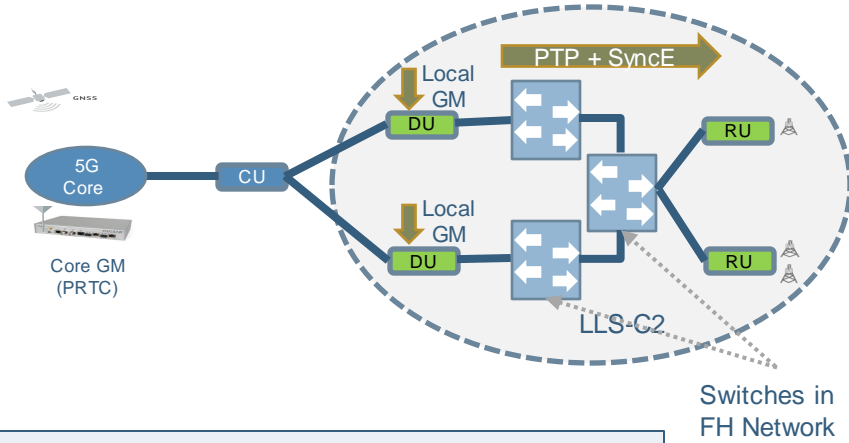 PTP + SyncE
Local
GM
GNSS
DU
RU
5G
Core
CU
Local
GM
DU
RU
Core GM
(PRTC)
LLS-C2
Switches in
FH Network